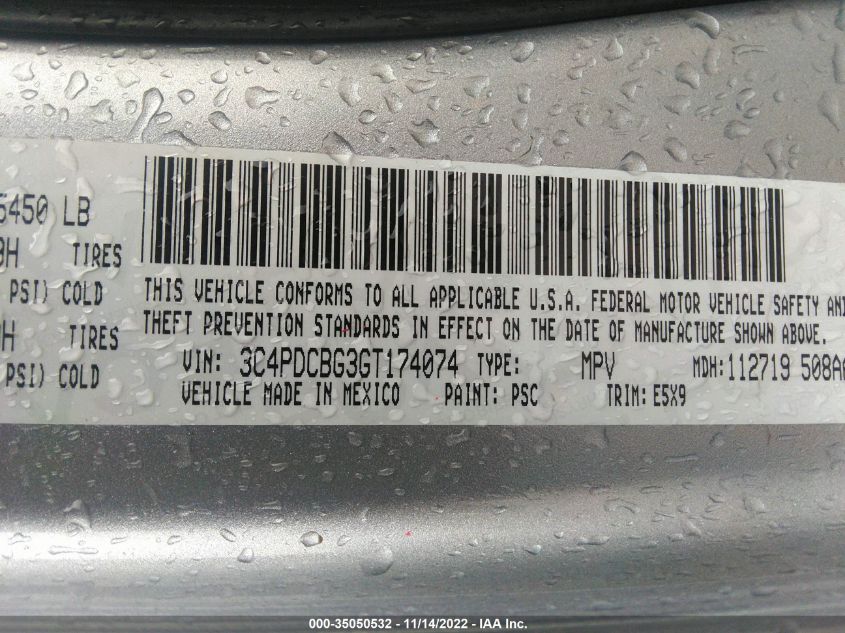 5450 LB
9H TIRES
PSI) COLD
THIS VEHICLE CONFORMS TO ALL APPLICABLE U.S.A. FEDERAL MOTOR VEHICLE SAFETY AND
H TIRES
THEFT PREVENTION STANDARDS IN EFFECT ON THE DATE OF MANUFACTURE SHOWN ABOVE.
PSI) COLD
VIN: 3C4PDCBG3GT174074 TYPE: MPV MDH: 112719 508A
VEHICLE MADE IN MEXICO PAINT: PSC TRIM: E5X9
000-35050532 - 11/14/2022 - IAA Inc.